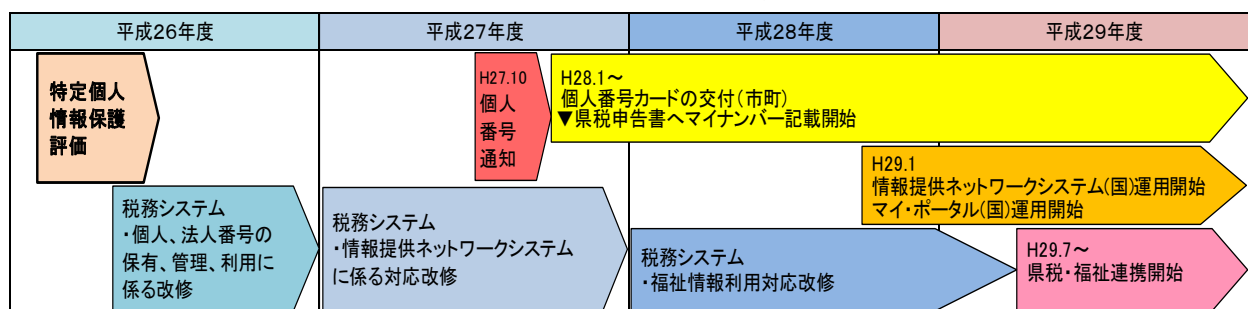 平成26年度
平成27年度
平成28年度
平成29年度
特定個人
情報保護
評価
H27.10
個人
番号
通知
H28.1～
個人番号カードの交付(市町)
▼県税申告書へマイナンバー記載開始
H29.1
情報提供ネットワークシステム(国)運用開始
マイ・ポータル(国)運用開始
税務システム
・個人、法人番号の
保有、管理、利用に
係る改修
税務システム
・情報提供ネットワークシステム
に係る対応改修
税務システム
・福祉情報利用対応改修
H29.7～
県税・福祉連携開始